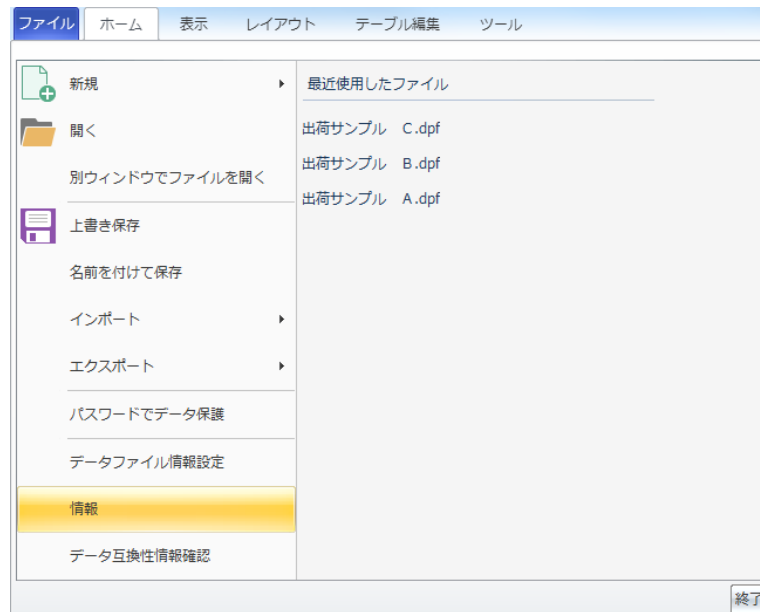 ファイル ホーム 表示 レイアウト テーブル編集 ツール
新規
開く
別ウィンドウでファイルを開く
上書き保存
名前を付けて保存
インポート
エクスポート
パスワードでデータ保護
データファイル情報設定
情報
データ互換性情報確認
最近使用したファイル
出荷サンプル C.dpf
出荷サンプル B.dpf
出荷サンプル A.dpf
終了